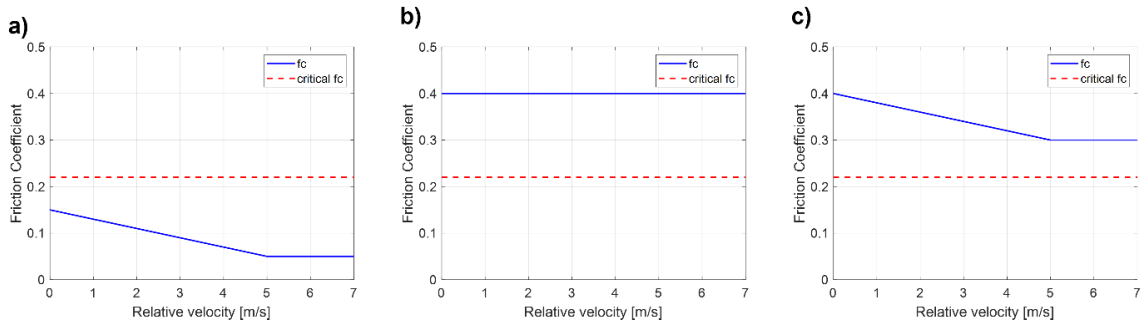 a)
0.5
0.4
0.3
0.2
0.1
0
Friction Coefficient
fc
critical fc
0 1 2 3 4 5 6 7
Relative velocity [m/s]
b)
0.5
0.4
0.3
0.2
0.1
0
Friction Coefficient
fc
critical fc
0 1 2 3 4 5 6 7
Relative velocity [m/s]
c)
0.5
0.4
0.3
0.2
0.1
0
Friction Coefficient
fc
critical fc
0 1 2 3 4 5 6 7
Relative velocity [m/s]